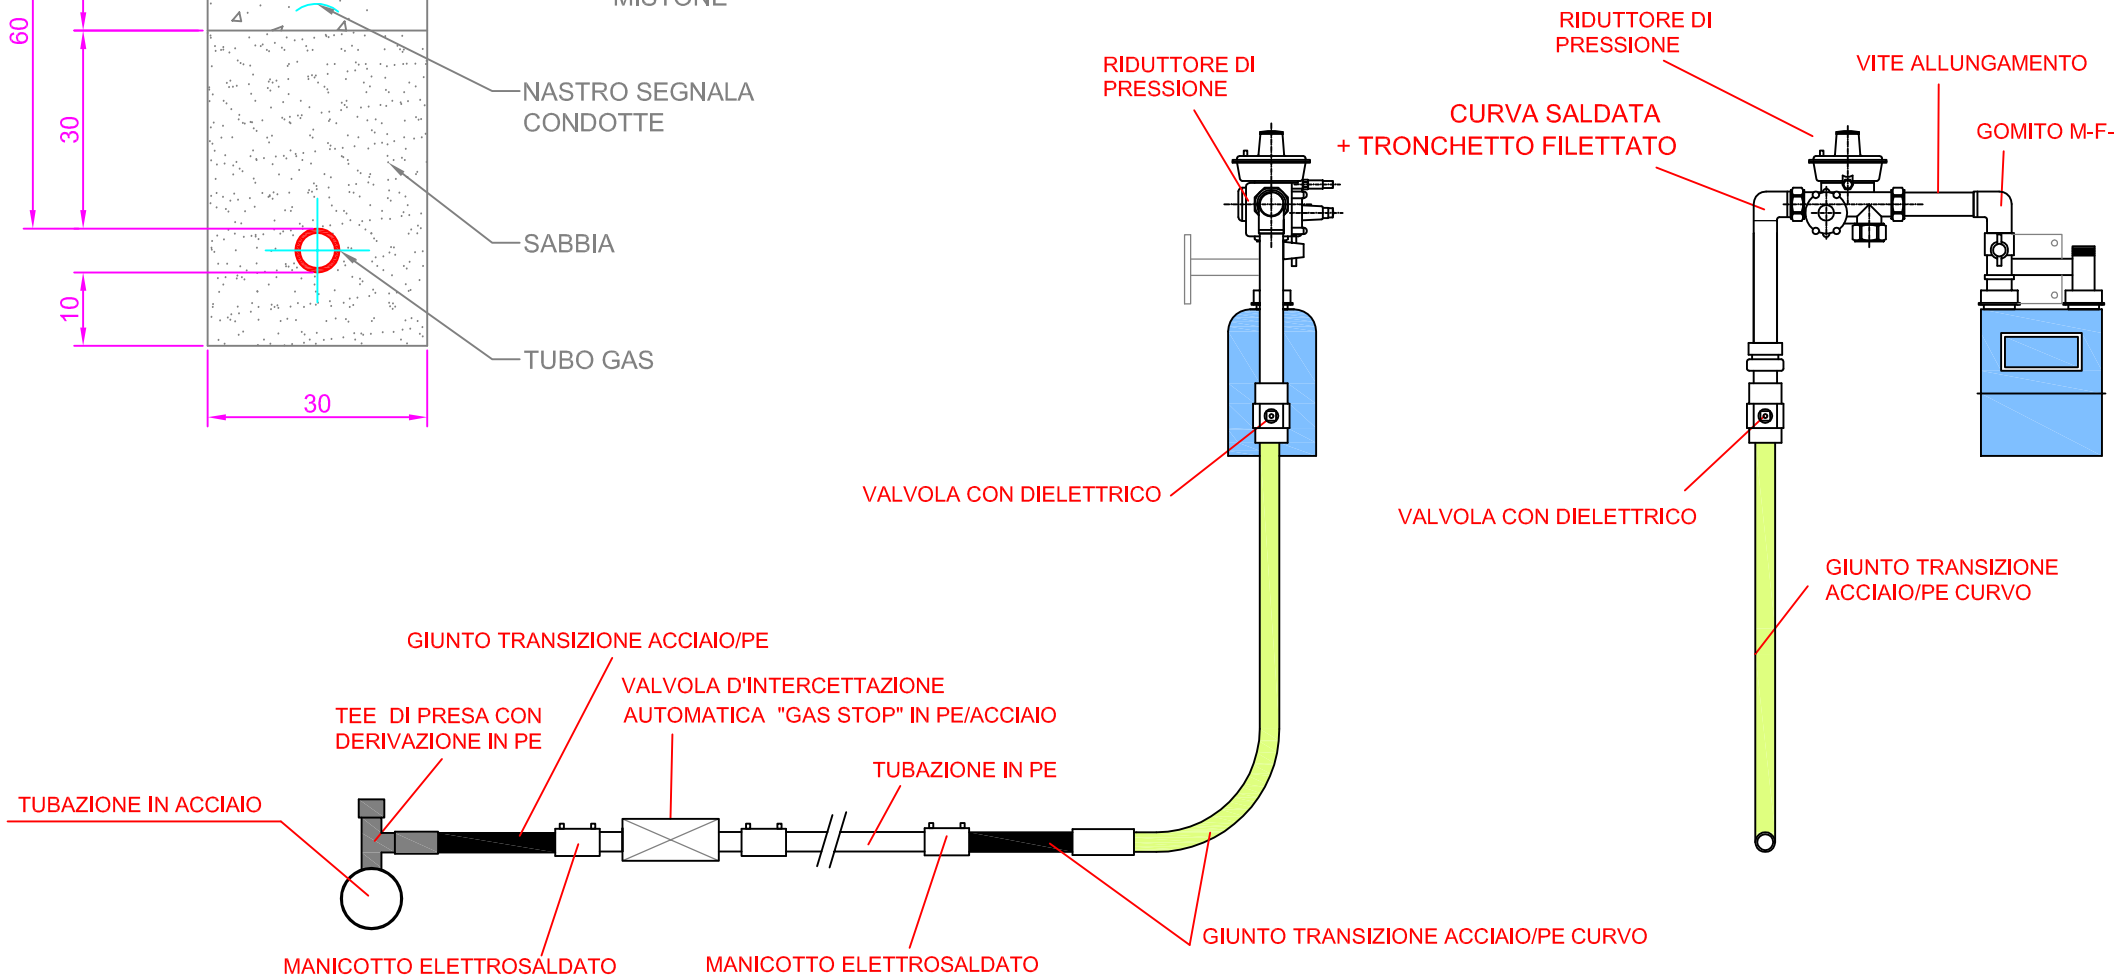 MISTONE
60
30
10
30
NASTRO SEGNALA
CONDOTTE
SABBIA
TUBO GAS
RIDUTTORE DI
PRESSIONE
RIDUTTORE DI
PRESSIONE
VITE ALLUNGAMENTO
CURVA SALDATA
+ TRONCHETTO FILETTATO
GOMITO M-F-
VALVOLA CON DIELETTRICO
VALVOLA CON DIELETTRICO
GIUNTO TRANSIZIONE
ACCIAIO/PE CURVO
GIUNTO TRANSIZIONE ACCIAIO/PE
VALVOLA D'INTERCETTAZIONE
AUTOMATICA "GAS STOP" IN PE/ACCIAIO
TEE DI PRESA CON
DERIVAZIONE IN PE
TUBAZIONE IN PE
TUBAZIONE IN ACCIAIO
GIUNTO TRANSIZIONE ACCIAIO/PE CURVO
MANICOTTO ELETTROSALDATO
MANICOTTO ELETTROSALDATO